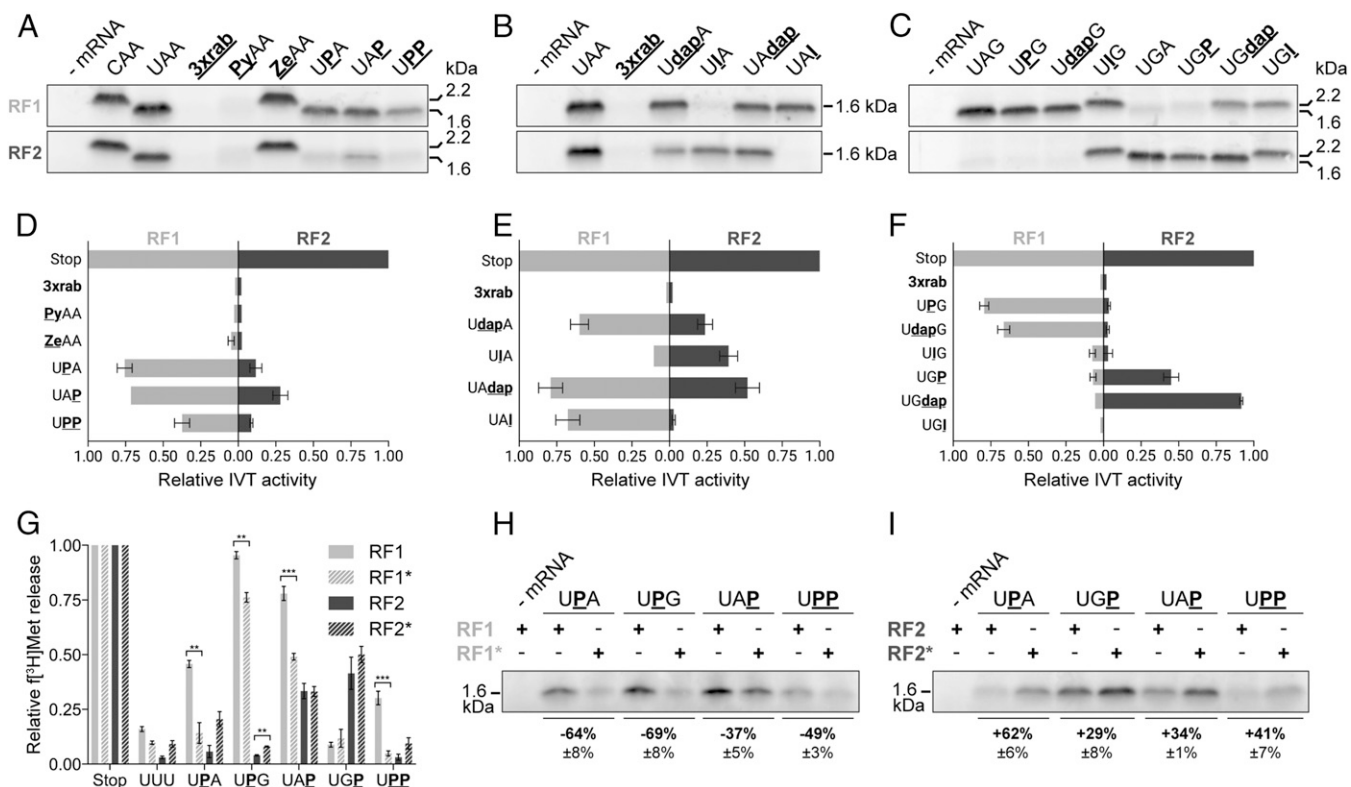 A
- mRNA
CAA
UAA
3xrab
PyAA
ZeAA
UPA
UAP
UPP
kDa
RF1
2.2
1.6
RF2
2.2
1.6
B
- mRNA
UAA
3xrab
UdapA
UIA
UAdap
UAI
1.6 kDa
1.6 kDa
C
- mRNA
UAG
UPG
UdapG
UIG
UGA
UGP
UGdap
UGI
kDa
2.2
1.6
2.2
1.6
D
RF1 RF2
Stop
3xrab
PyAA
ZeAA
UPA
UAP
UPP
1.00 0.75 0.50 0.25 0 0.25 0.50 0.75 1.00
Relative IVT activity
E
RF1 RF2
Stop
3xrab
UdapA
UIA
UAdap
UAI
1.00 0.75 0.50 0.25 0 0.25 0.50 0.75 1.00
Relative IVT activity
F
RF1 RF2
Stop
3xrab
UPG
UdapG
UIG
UGP
UGdap
UGI
1.00 0.75 0.50 0.25 0 0.25 0.50 0.75 1.00
Relative IVT activity
G
Relative f[³H]Met release
1.00
0.75
0.50
0.25
0.00
** ** ** *** ***
RF1
RF1*
RF2
RF2*
Stop UUU UPA UPG UAP UGP UPP
H
- mRNA
UPA UPG UAP UPP
RF1 + + - + - + - + -
RF1* - - + - + - + - +
1.6
kDa
-64% -69% -37% -49%
±8% ±8% ±5% ±3%
I
- mRNA
UPA UGP UAP UPP
RF2 + + - + - + - + -
RF2* - - + - + - + - +
1.6
kDa
+62% +29% +34% +41%
±6% ±8% ±1% ±7%